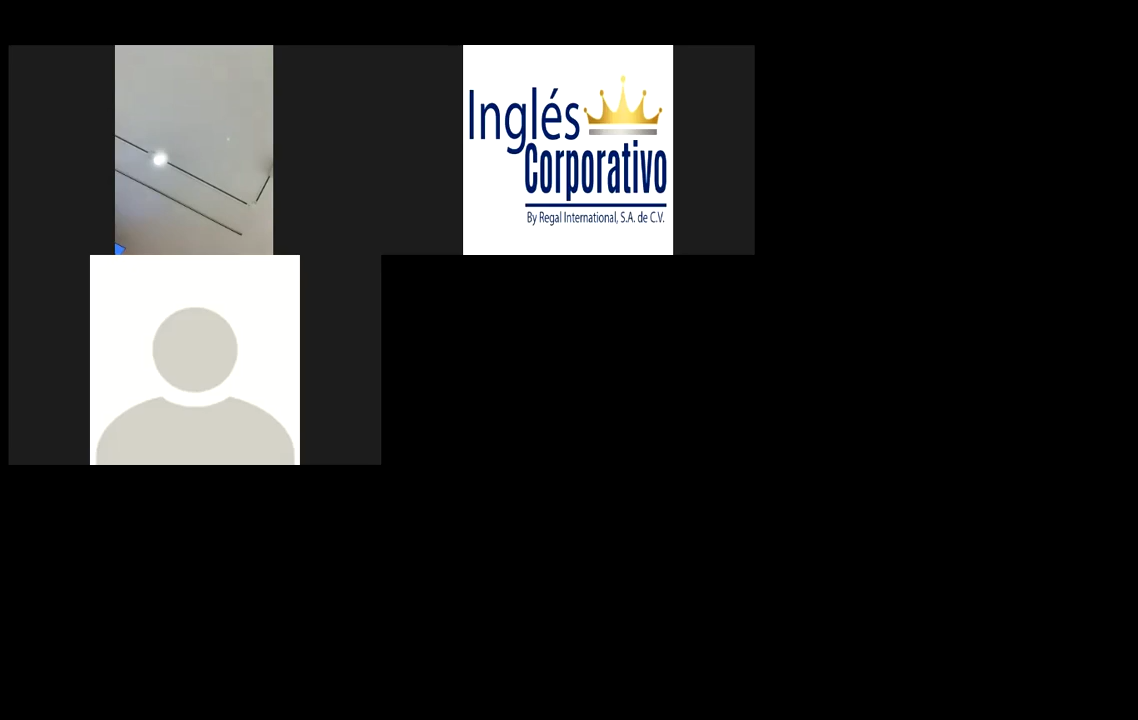 Inglés
Corporativo
By Regal International, S.A. de C.V.